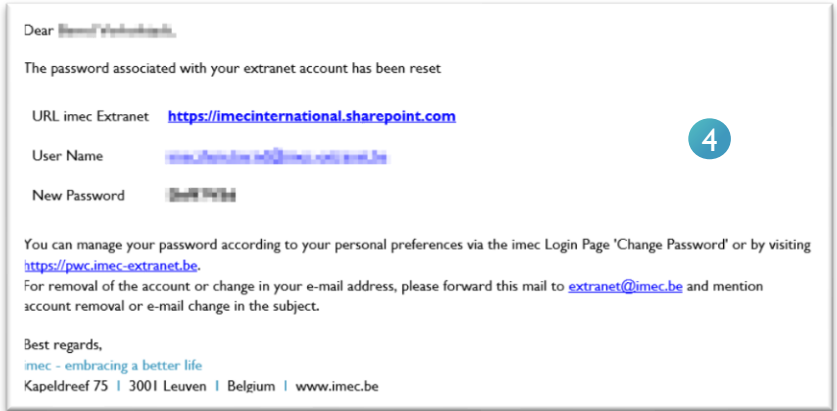 Dear
The password associated with your extranet account has been reset
URL imec Extranet https://imecinternational.sharepoint.com
4
User Name
New Password
You can manage your password according to your personal preferences via the imec Login Page 'Change Password' or by visiting
https://pwc.imec-extranet.be.
For removal of the account or change in your e-mail address, please forward this mail to extranet@imec.be and mention
account removal or e-mail change in the subject.
Best regards,
imec - embracing a better life
Kapeldreef 75 | 3001 Leuven | Belgium | www.imec.be